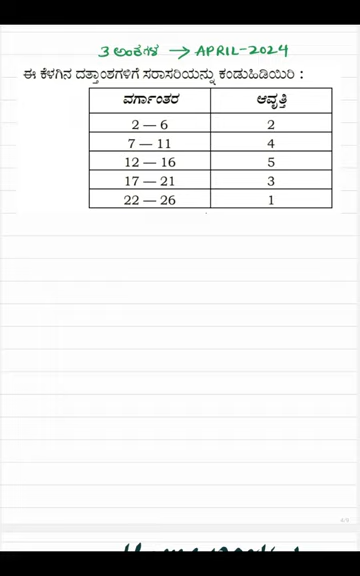 3 ಅಂಕಗಳ → APRIL-2024
ಈ ಕೆಳಗಿನ ದತ್ತಾಂಶಗಳಿಗೆ ಸರಾಸರಿಯನ್ನು ಕಂಡುಹಿಡಿಯಿರಿ :
ವರ್ಗಾಂತರ ಆವೃತ್ತಿ
2 — 6 2
7 — 11 4
12 — 16 5
17 — 21 3
22 — 26 1